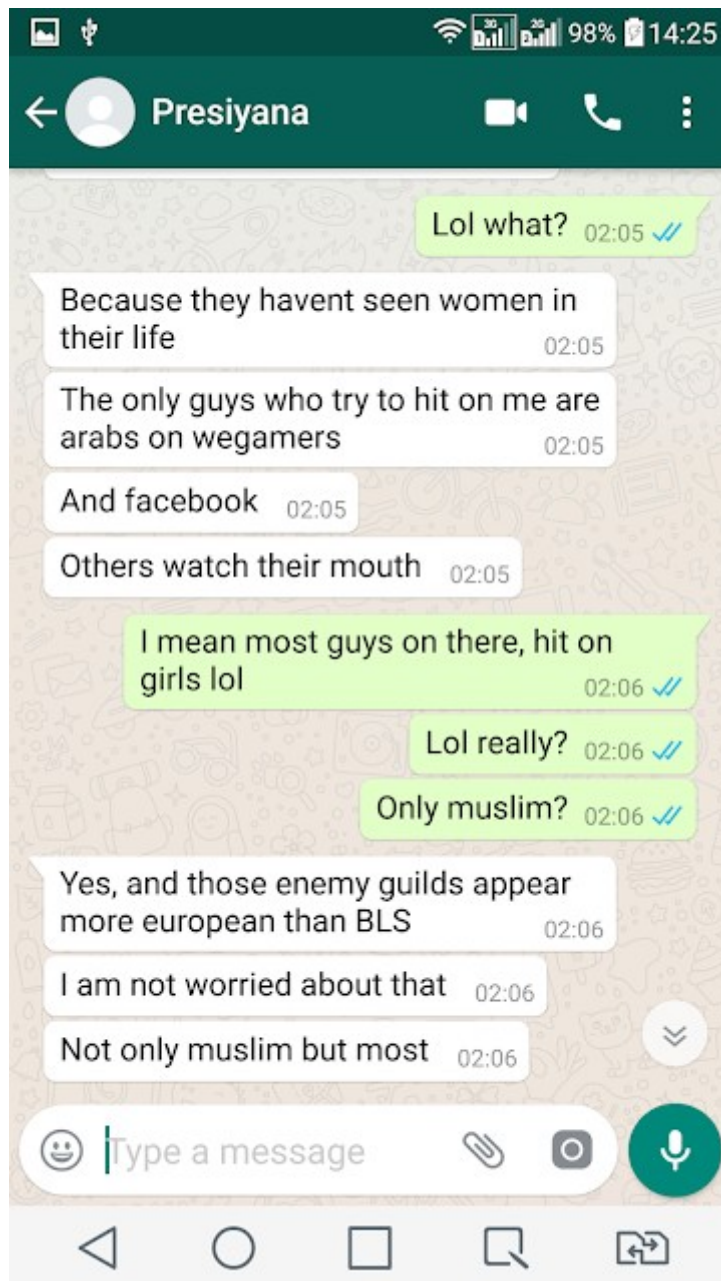 98% 14:25
Presiyana
Lol what? 02:05
Because they havent seen women in
their life
02:05
The only guys who try to hit on me are
arabs on wegamers
02:05
And facebook 02:05
Others watch their mouth 02:05
I mean most guys on there, hit on
girls lol
02:06
Lol really? 02:06
Only muslim? 02:06
Yes, and those enemy guilds appear
more european than BLS
02:06
I am not worried about that 02:06
Not only muslim but most 02:06
Type a message